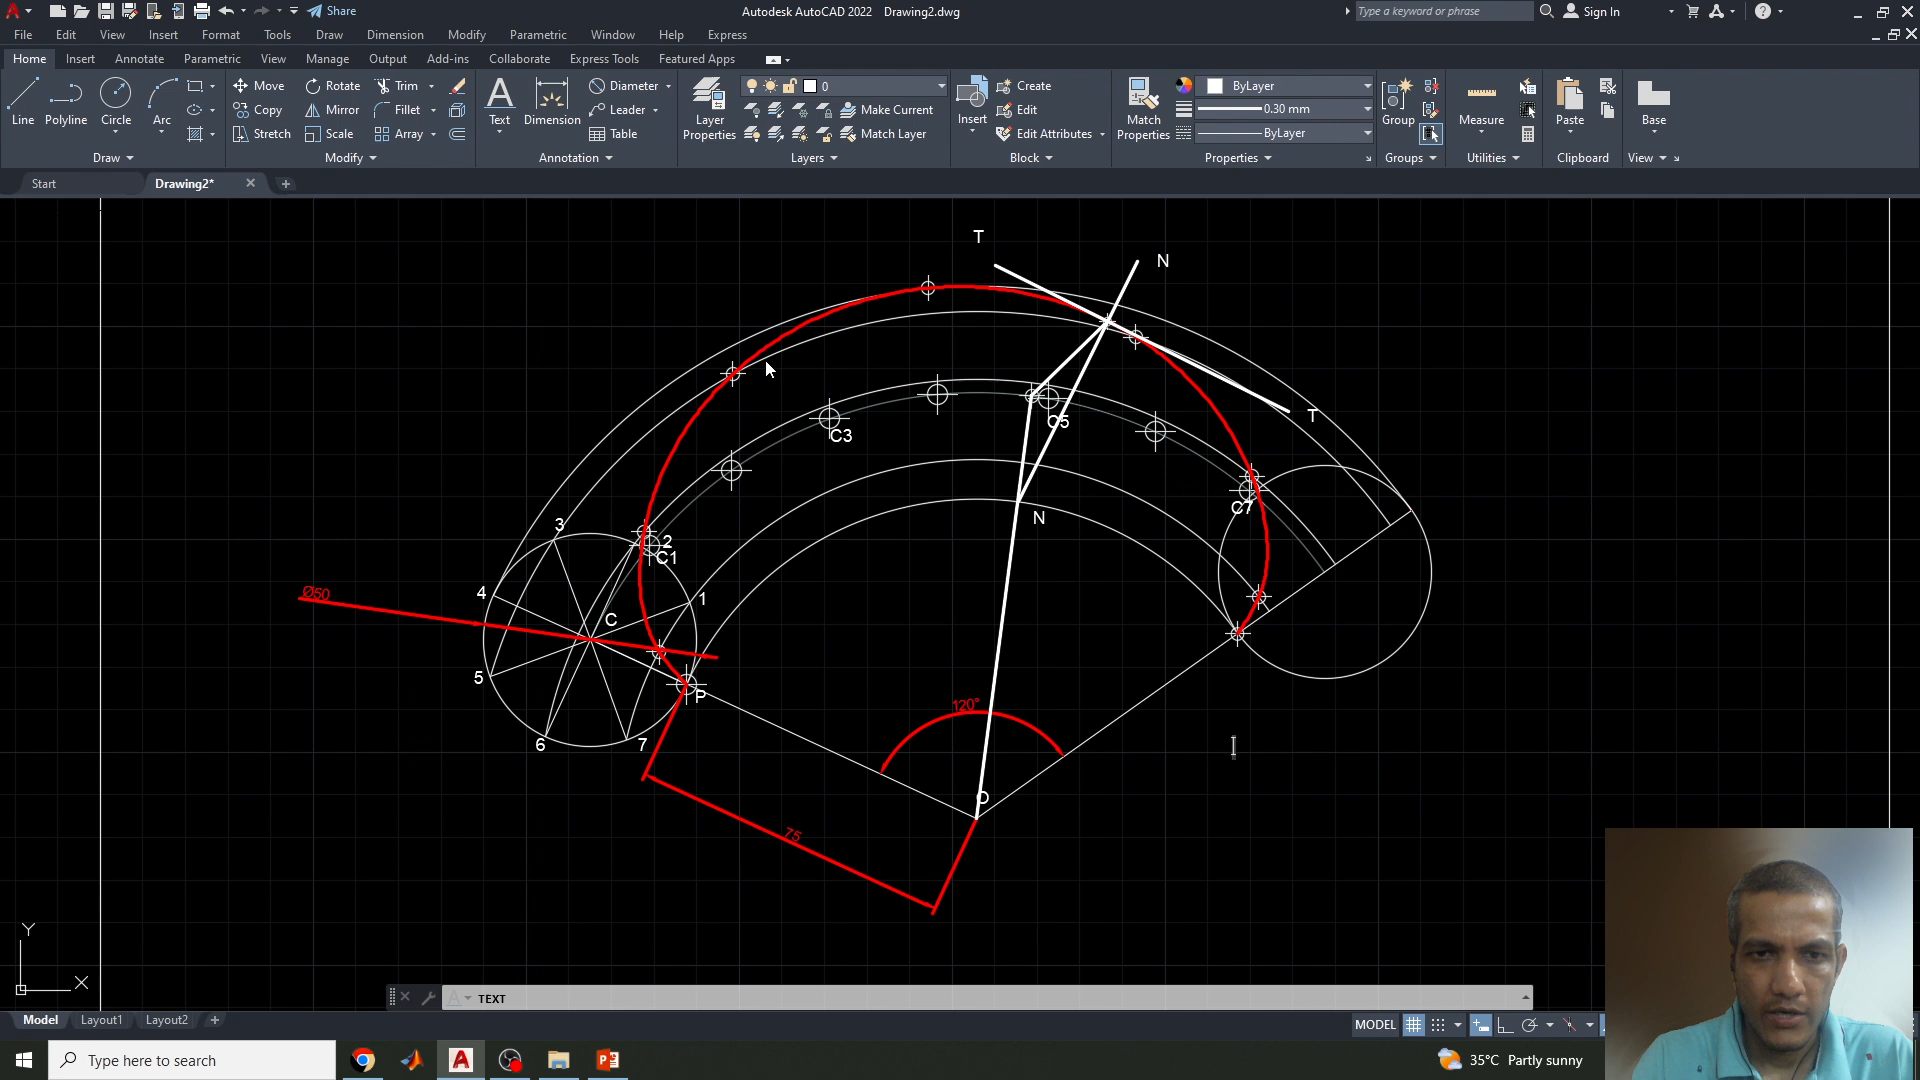 Share
Autodesk AutoCAD 2022 Drawing2.dwg
Type a keyword or phrase
Sign In
File Edit View Insert Format Tools Draw Dimension Modify Parametric Window Help Express
Home Insert Annotate Parametric View Manage Output Add-ins Collaborate Express Tools Featured Apps
Line Polyline Circle Arc
Move Rotate Trim
Copy Mirror Fillet
Stretch Scale Array
Text Dimension
Diameter
Leader
Table
Layer Properties
0
Make Current
Match Layer
Insert
Create
Edit
Edit Attributes
Match Properties
ByLayer
0.30 mm
ByLayer
Group
Measure
Paste
Base
Draw Modify Annotation Layers Block Properties Groups Utilities Clipboard View
Start Drawing2*
T
N
T
C3
C5
C7
N
3
2
C1
4
Ø50
1
C
5
P
6
7
120°
O
75
Y
X
TEXT
Model Layout1 Layout2
MODEL
Type here to search
35°C Partly sunny